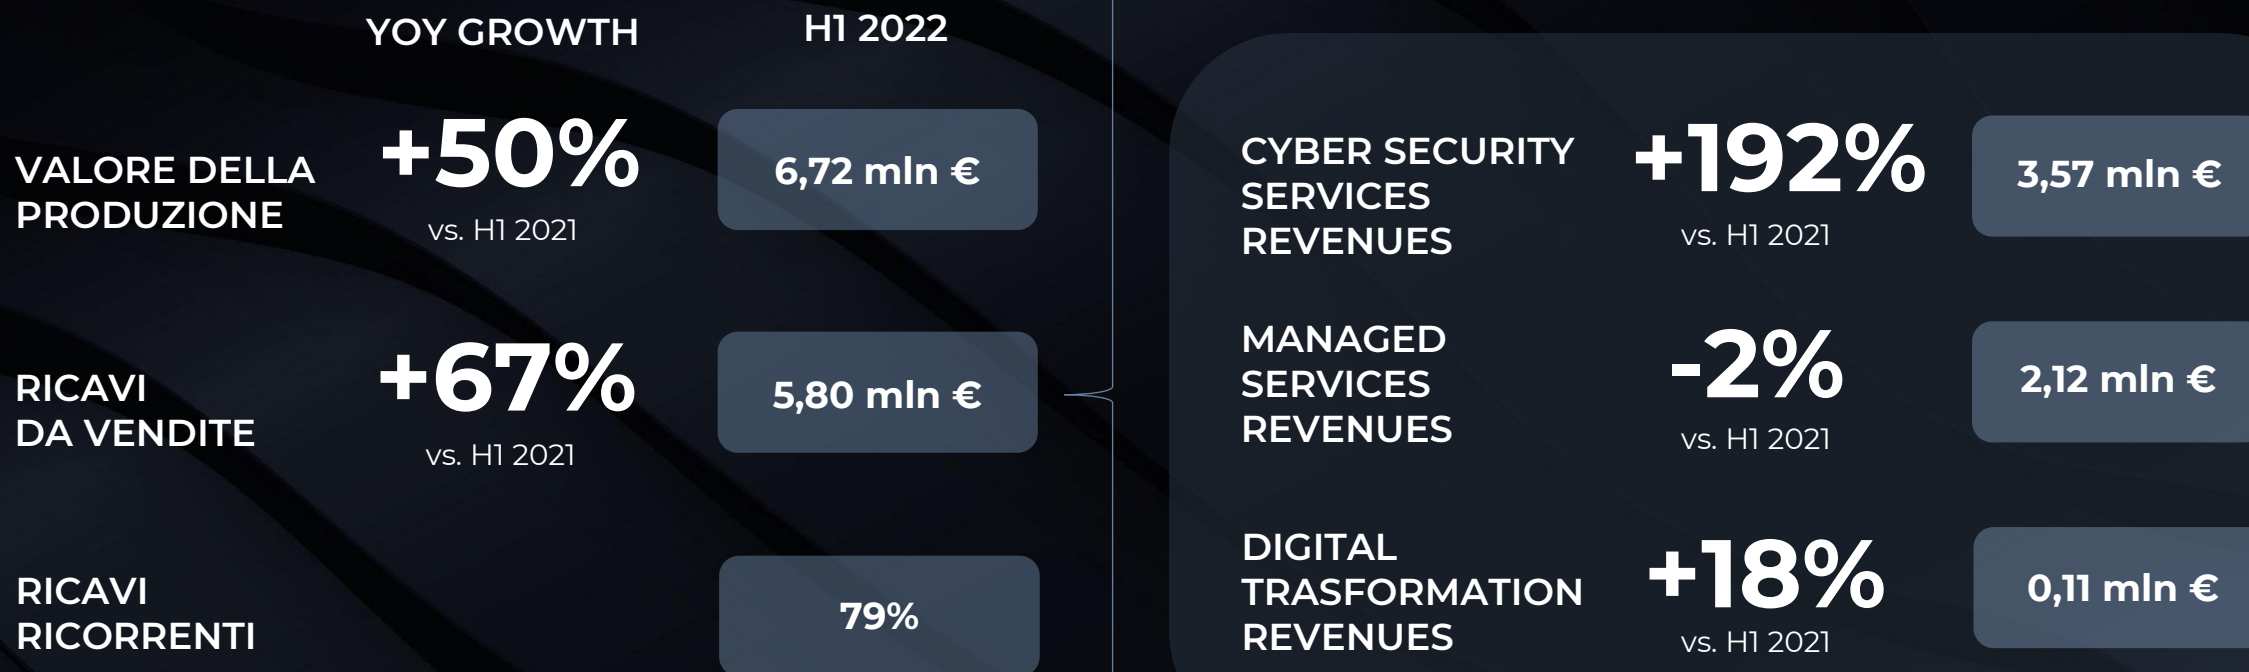 YOY GROWTH
H1 2022
VALORE DELLA
PRODUZIONE
+50%
vs. H1 2021
6,72 mln €
RICAVI
DA VENDITE
+67%
vs. H1 2021
5,80 mln €
RICAVI
RICORRENTI
79%
CYBER SECURITY
SERVICES
REVENUES
+192%
vs. H1 2021
3,57 mln €
MANAGED
SERVICES
REVENUES
-2%
vs. H1 2021
2,12 mln €
DIGITAL
TRASFORMATION
REVENUES
+18%
vs. H1 2021
0,11 mln €